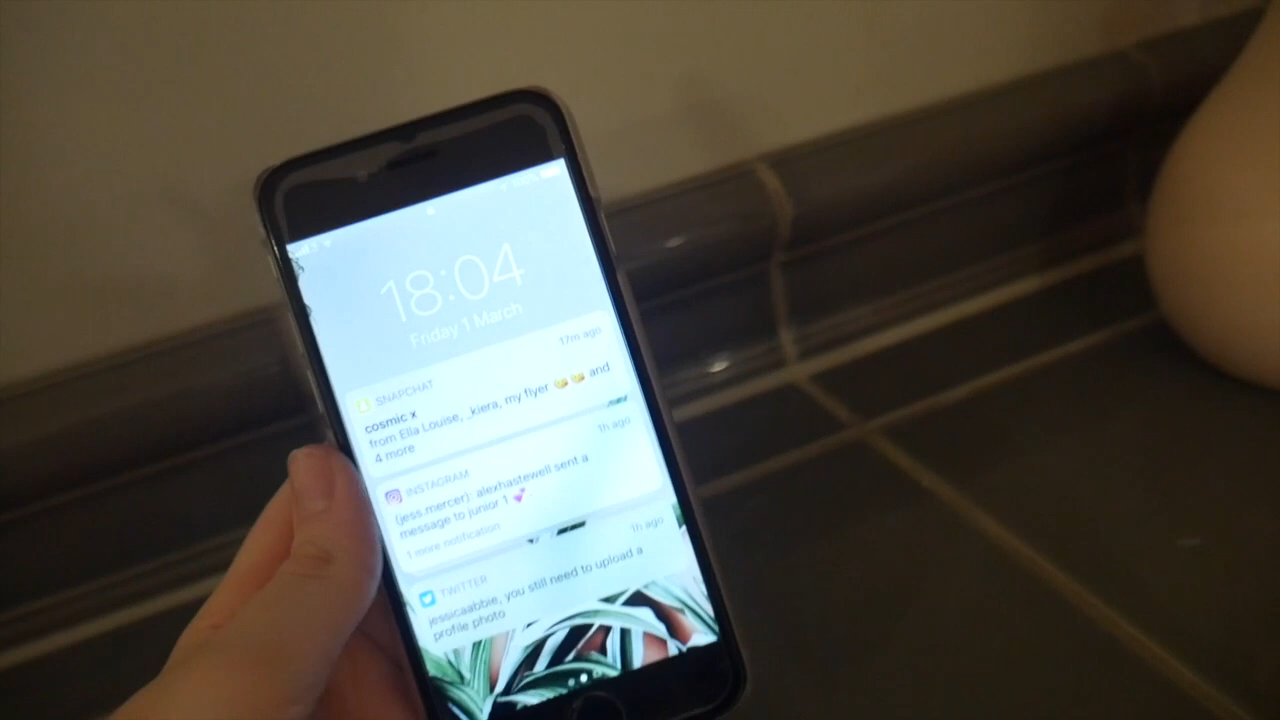 18:04
Friday 1 March
SNAPCHAT 17m ago
cosmic x
from Ella Louise, _kiera, my flyer 😆 😆 and
4 more
INSTAGRAM 1h ago
(jess.mercer): alexhastewell sent a
message to junior 1 💞
1 more notification
TWITTER 1h ago
jessicaabbie, you still need to upload a
profile photo